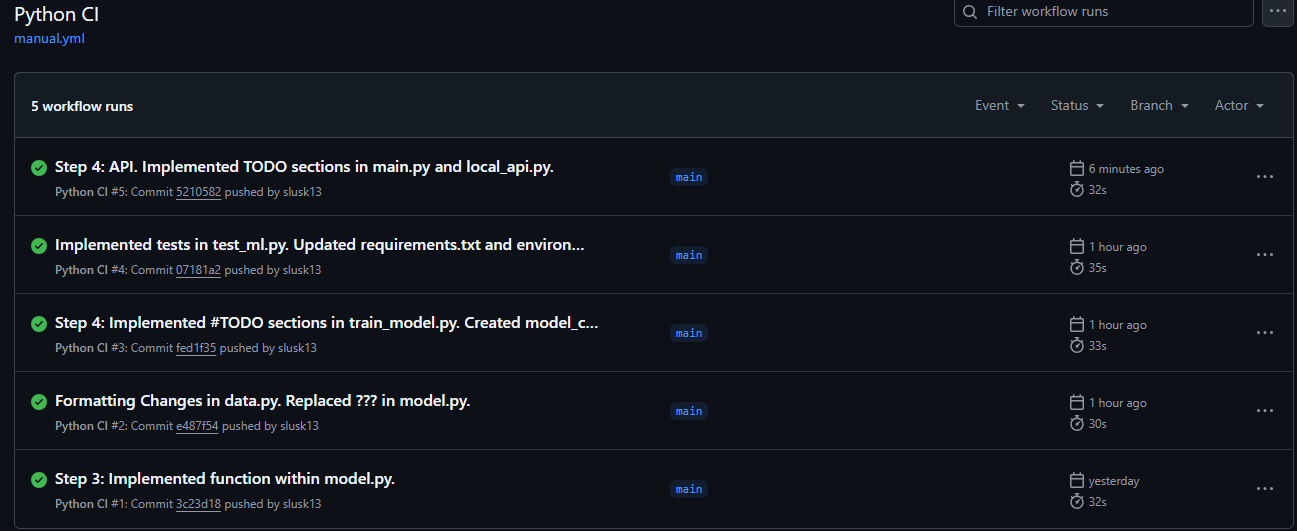 Python CI
Filter workflow runs
manual.yml
5 workflow runs
Event Status Branch Actor
Step 4: API. Implemented TODO sections in main.py and local_api.py.
main
6 minutes ago
Python CI #5: Commit 5210582 pushed by slusk13
32s
Implemented tests in test_ml.py. Updated requirements.txt and environ...
main
1 hour ago
Python CI #4: Commit 07181a2 pushed by slusk13
35s
Step 4: Implemented #TODO sections in train_model.py. Created model_c...
main
1 hour ago
Python CI #3: Commit fed1f35 pushed by slusk13
33s
Formatting Changes in data.py. Replaced ??? in model.py.
main
1 hour ago
Python CI #2: Commit e487f54 pushed by slusk13
30s
Step 3: Implemented function within model.py.
main
yesterday
Python CI #1: Commit 3c23d18 pushed by slusk13
32s